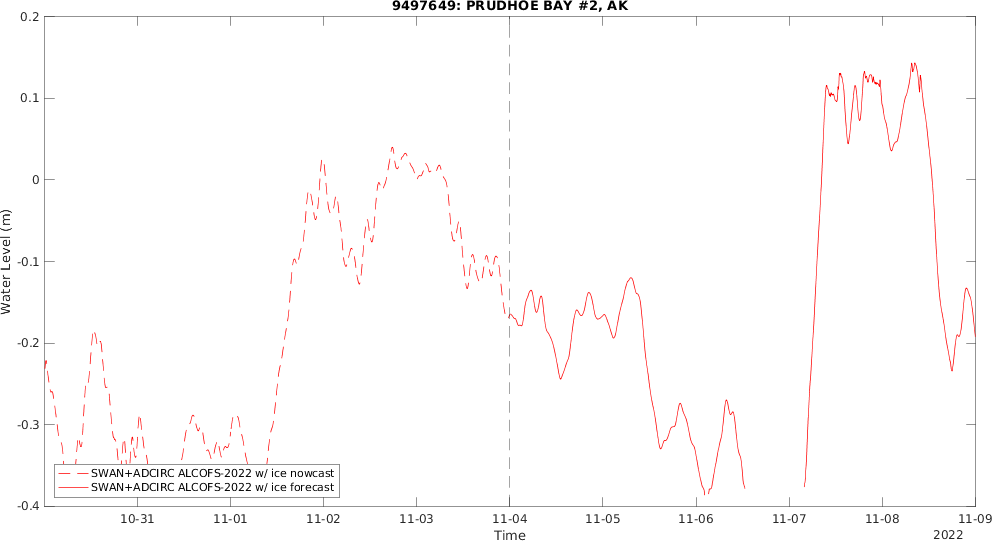 9497649: PRUDHOE BAY #2, AK
0.2
0.1
0
-0.1
-0.2
-0.3
-0.4
Water Level (m)
SWAN+ADCIRC ALCOFS-2022 w/ ice nowcast
SWAN+ADCIRC ALCOFS-2022 w/ ice forecast
10-31 11-01 11-02 11-03 11-04 11-05 11-06 11-07 11-08 11-09
Time
2022